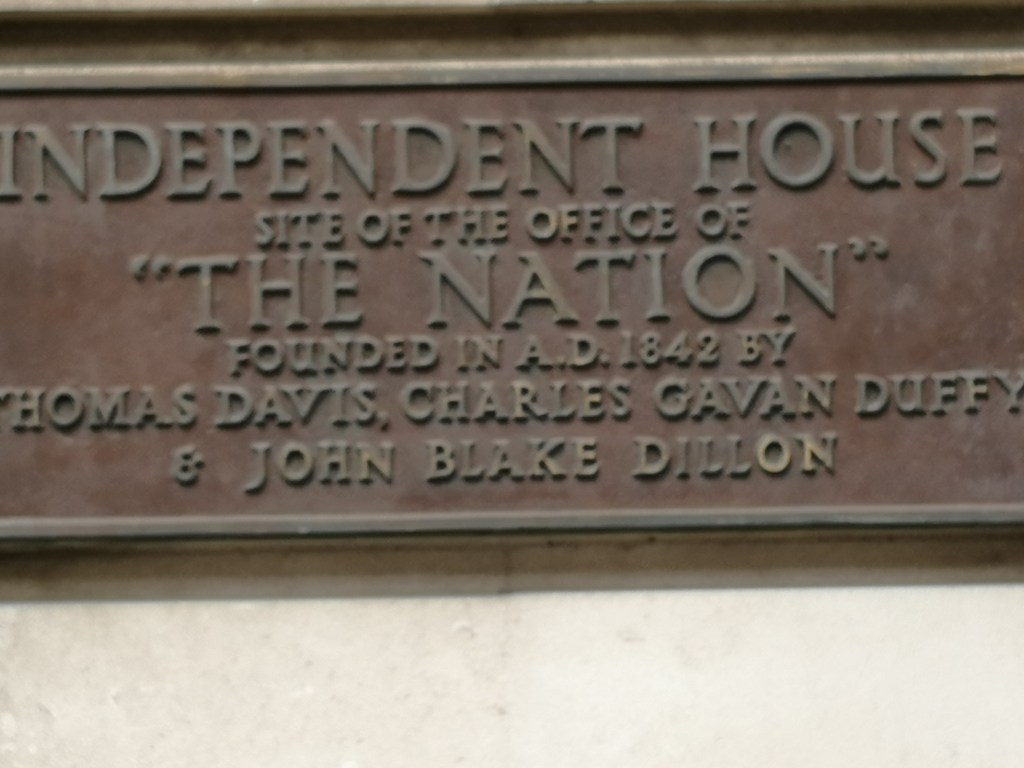 INDEPENDENT HOUSE
SITE OF THE OFFICE OF
“THE NATION”
FOUNDED IN A.D. 1842 BY
THOMAS DAVIS, CHARLES GAVAN DUFFY
& JOHN BLAKE DILLON